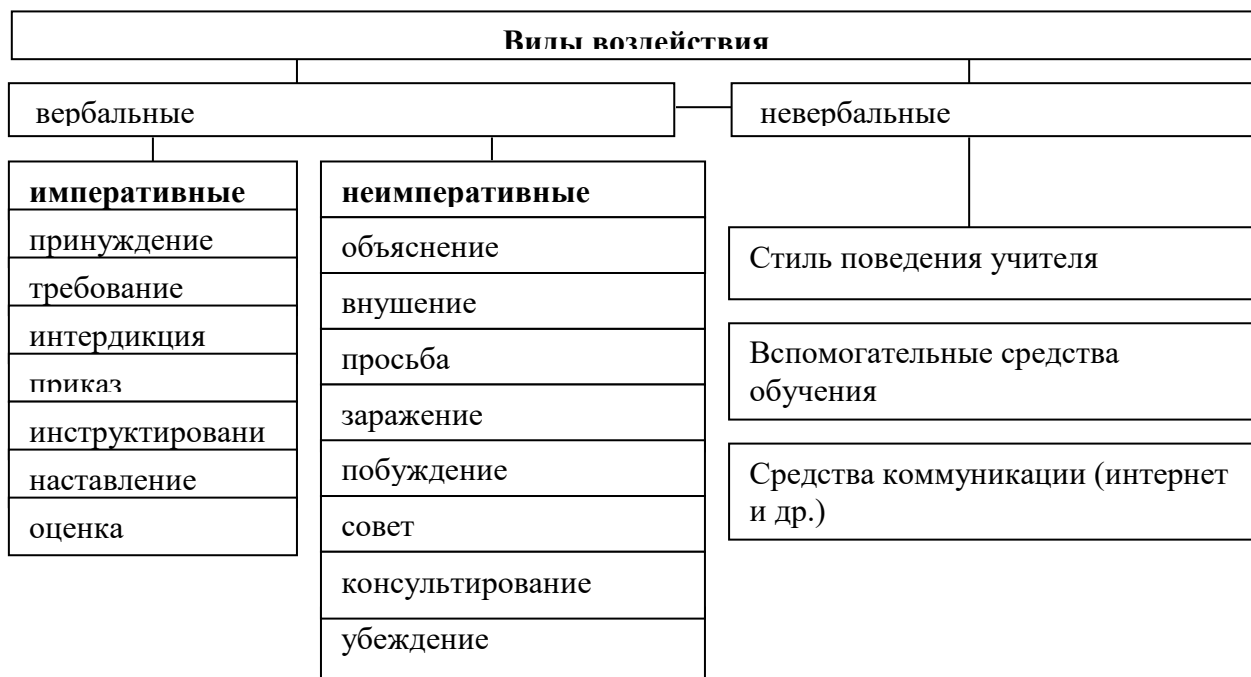 Виды воздействия
вербальные
невербальные
императивные
принуждение
требование
интердикция
приказ
инструктировани
наставление
оценка
неимперативные
объяснение
внушение
просьба
заражение
побуждение
совет
консультирование
убеждение
Стиль поведения учителя
Вспомогательные средства
обучения
Средства коммуникации (интернет
и др.)